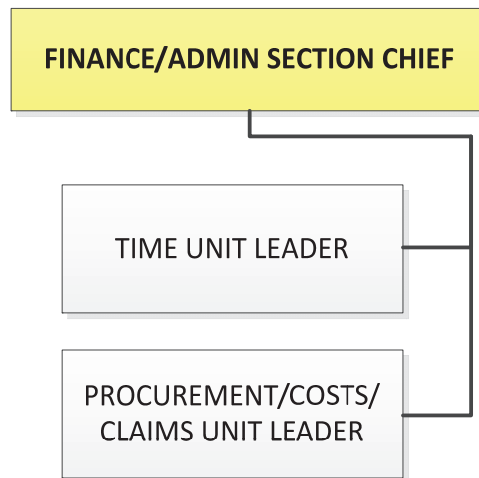 FINANCE/ADMIN SECTION CHIEF
TIME UNIT LEADER
PROCUREMENT/COSTS/
CLAIMS UNIT LEADER